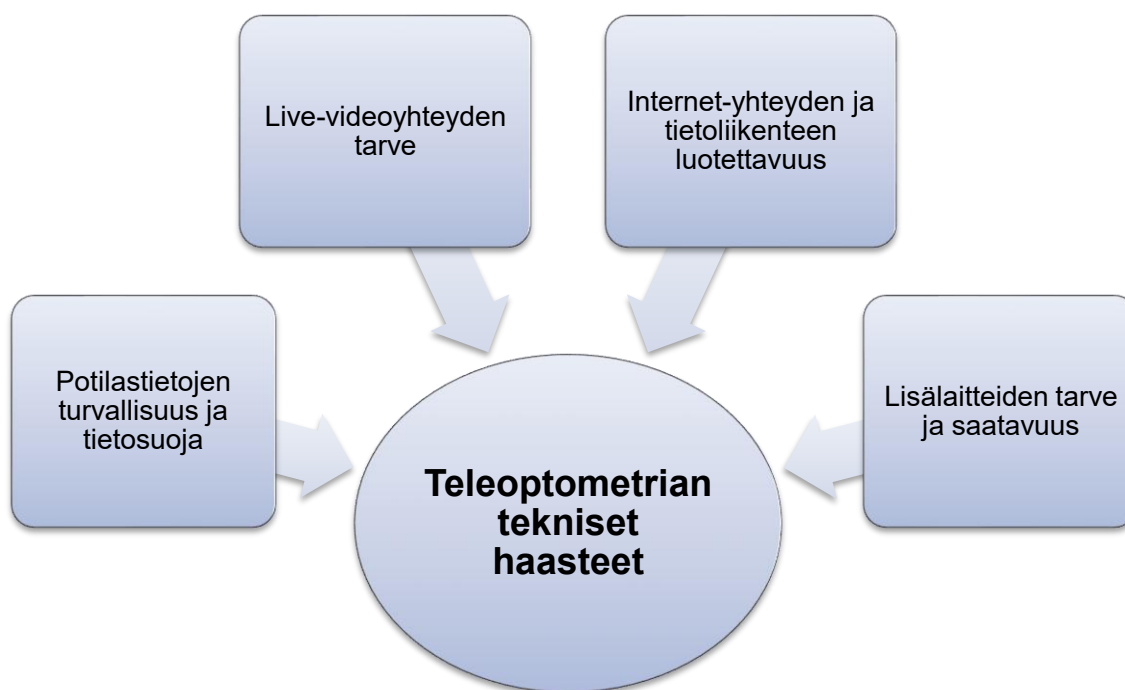 Live-videoyhteyden
tarve
Internet-yhteyden ja
tietoliikenteen
luotettavuus
Potilastietojen
turvallisuus ja
tietosuoja
Lisälaitteiden tarve
ja saatavuus
Teleoptometrian
tekniset
haasteet